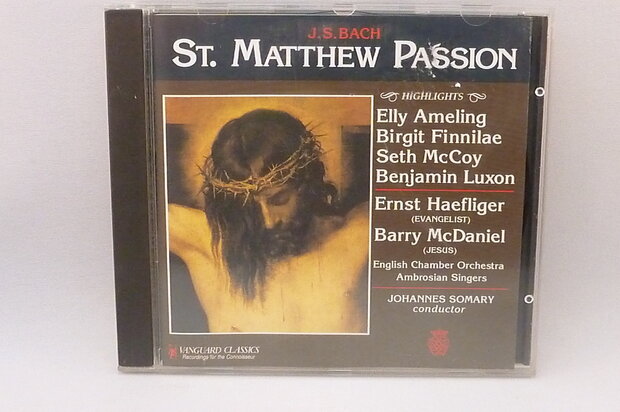 J.S.BACH
ST. MATTHEW PASSION
HIGHLIGHTS
Elly Ameling
Birgit Finnilae
Seth McCoy
Benjamin Luxon
Ernst Haefliger
(EVANGELIST)
Barry McDaniel
(JESUS)
English Chamber Orchestra
Ambrosian Singers
JOHANNES SOMARY
conductor
VANGUARD CLASSICS
Recordings for the Connoisseur